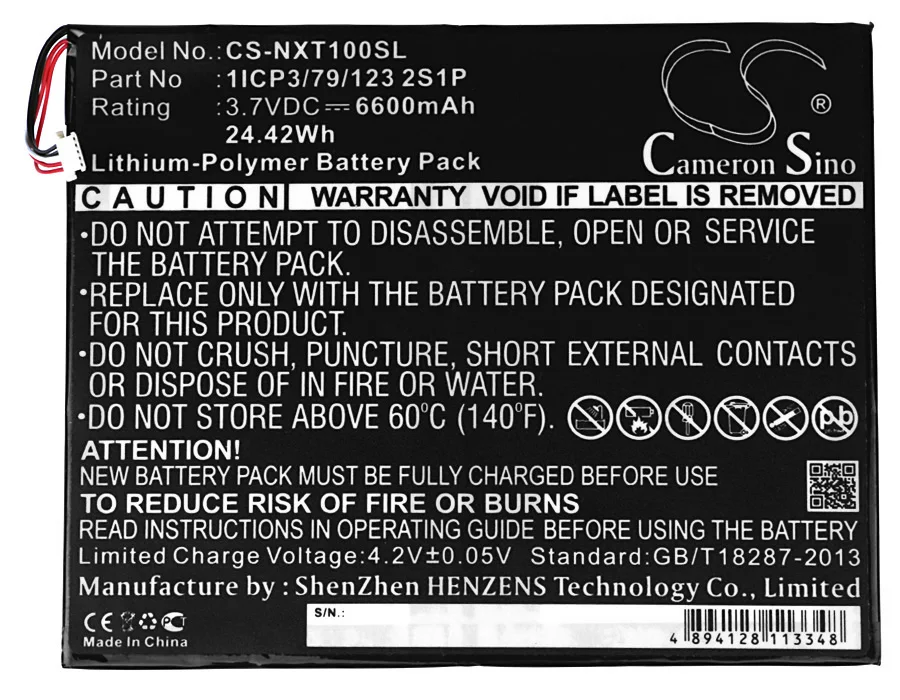 Model No.: CS-NXT100SL
Part No : 1ICP3/79/123 2S1P
Rating : 3.7VDC⎓6600mAh
24.42Wh
Lithium-Polymer Battery Pack
CS
®
Cameron Sino
CAUTION WARRANTY VOID IF LABEL IS REMOVED
•DO NOT ATTEMPT TO DISASSEMBLE, OPEN OR SERVICE
THE BATTERY PACK.
•REPLACE ONLY WITH THE BATTERY PACK DESIGNATED
FOR THIS PRODUCT.
•DO NOT CRUSH, PUNCTURE, SHORT EXTERNAL CONTACTS
OR DISPOSE OF IN FIRE OR WATER.
•DO NOT STORE ABOVE 60°C (140°F).
Pb
ATTENTION!
NEW BATTERY PACK MUST BE FULLY CHARGED BEFORE USE
TO REDUCE RISK OF FIRE OR BURNS
READ INSTRUCTIONS IN OPERATING GUIDE BEFORE USING THE BATTERY
Limited Charge Voltage:4.2V±0.05V Standard:GB/T18287-2013
Manufacture by : ShenZhen HENZENS Technology Co., Limited
CE
Made In China
S/N.:
4 894128 113348